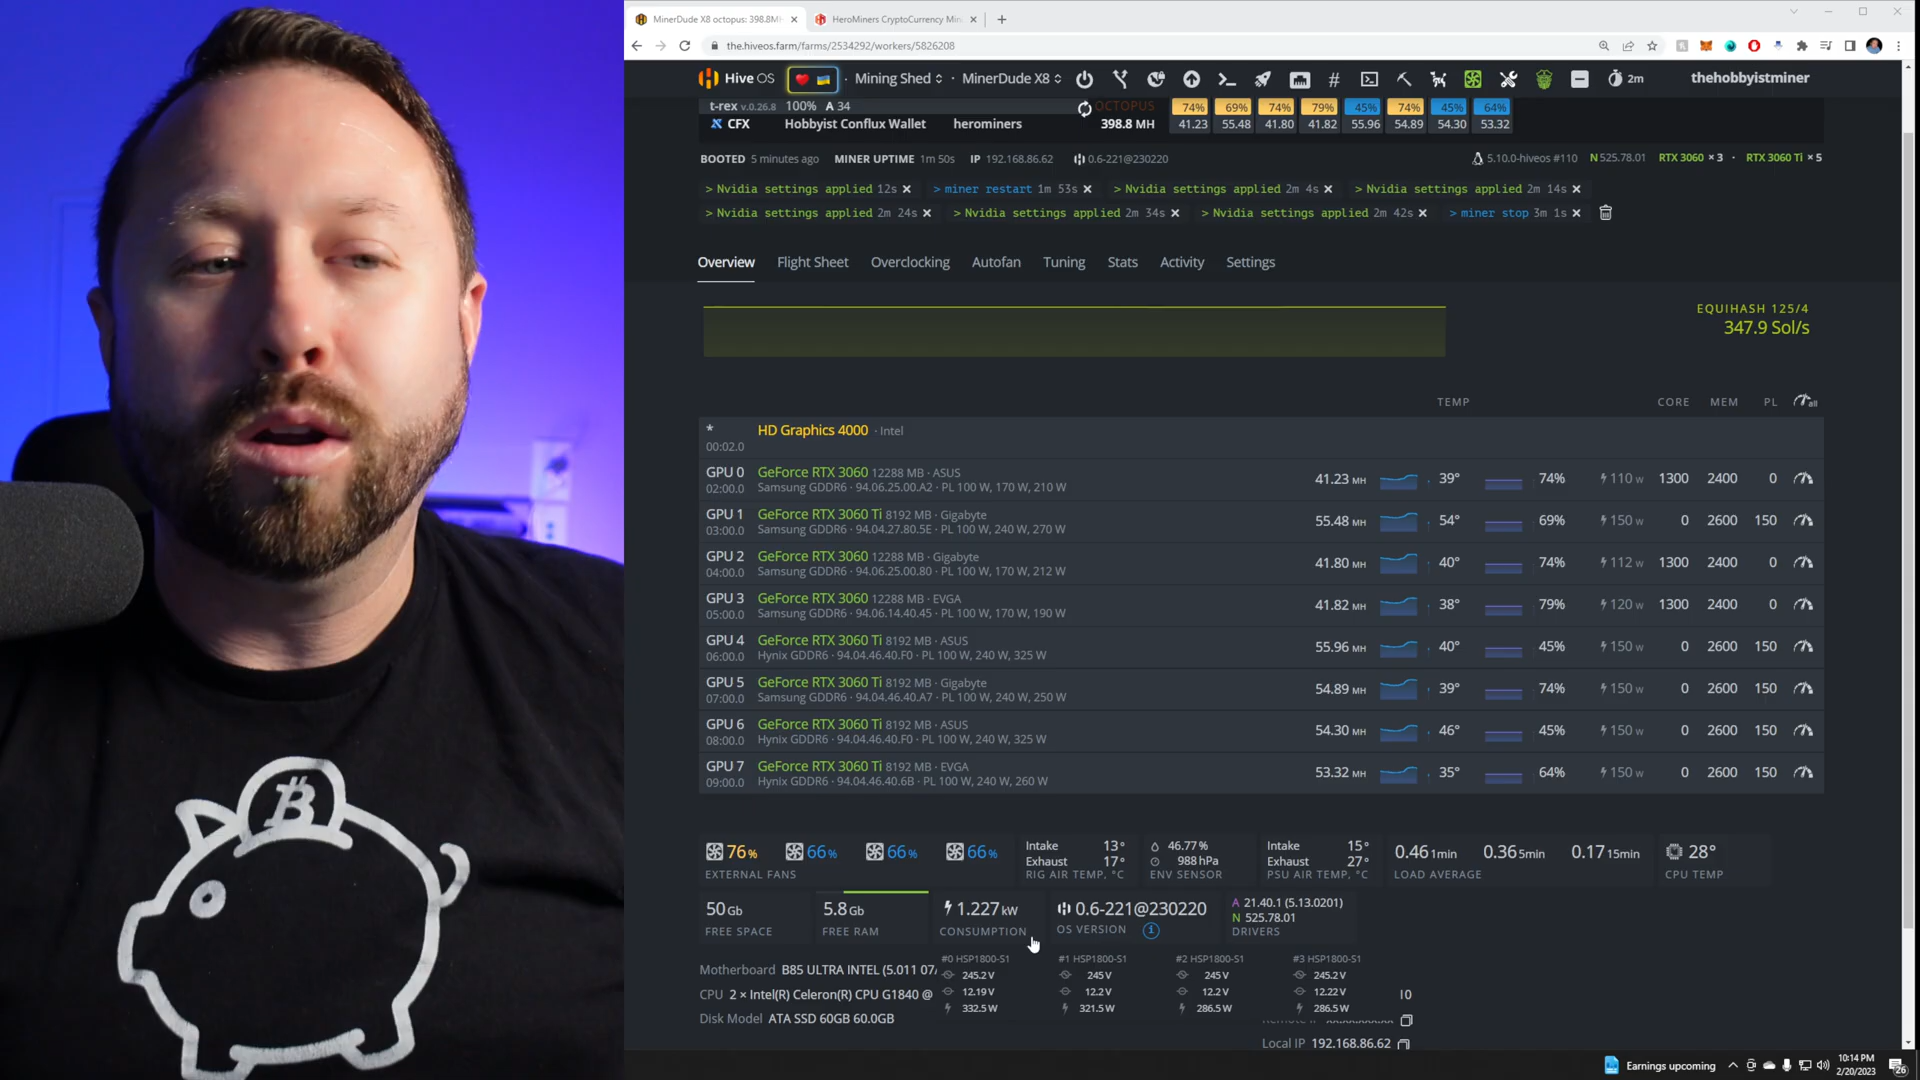 MinerDude X8 octopus: 398.8MH
HeroMiners CryptoCurrency Min
the.hiveos.farm/farms/2534292/workers/5826208
Hive OS
Mining Shed
MinerDude X8
2m
thehobbyistminer
t-rex v.0.26.8 100% A 34 OCTOPUS 74% 69% 74% 79% 45% 74% 45% 64%
CFX Hobbyist Conflux Wallet herominers 398.8 MH 41.23 55.48 41.80 41.82 55.96 54.89 54.30 53.32
BOOTED 5 minutes ago MINER UPTIME 1m 50s IP 192.168.86.62 0.6-221@230220 5.10.0-hiveos #110 N 525.78.01 RTX 3060 × 3 · RTX 3060 Ti × 5
> Nvidia settings applied 12s > miner restart 1m 53s > Nvidia settings applied 2m 4s > Nvidia settings applied 2m 14s
> Nvidia settings applied 2m 24s > Nvidia settings applied 2m 34s > Nvidia settings applied 2m 42s > miner stop 3m 1s
Overview Flight Sheet Overclocking Autofan Tuning Stats Activity Settings
EQUIHASH 125/4
347.9 Sol/s
TEMP CORE MEM PL all
* HD Graphics 4000 · Intel
00:02.0
GPU 0 GeForce RTX 3060 12288 MB · ASUS
02:00.0 Samsung GDDR6 · 94.06.25.00.A2 · PL 100 W, 170 W, 210 W
41.23 MH 39° 74% 110 W 1300 2400 0
GPU 1 GeForce RTX 3060 Ti 8192 MB · Gigabyte
03:00.0 Samsung GDDR6 · 94.04.27.80.5E · PL 100 W, 240 W, 270 W
55.48 MH 54° 69% 150 W 0 2600 150
GPU 2 GeForce RTX 3060 12288 MB · Gigabyte
04:00.0 Samsung GDDR6 · 94.06.25.00.80 · PL 100 W, 170 W, 212 W
41.80 MH 40° 74% 112 W 1300 2400 0
GPU 3 GeForce RTX 3060 12288 MB · EVGA
05:00.0 Samsung GDDR6 · 94.06.14.40.45 · PL 100 W, 170 W, 190 W
41.82 MH 38° 79% 120 W 1300 2400 0
GPU 4 GeForce RTX 3060 Ti 8192 MB · ASUS
06:00.0 Hynix GDDR6 · 94.04.46.40.F0 · PL 100 W, 240 W, 325 W
55.96 MH 40° 45% 150 W 0 2600 150
GPU 5 GeForce RTX 3060 Ti 8192 MB · Gigabyte
07:00.0 Samsung GDDR6 · 94.04.46.40.A7 · PL 100 W, 240 W, 250 W
54.89 MH 39° 74% 150 W 0 2600 150
GPU 6 GeForce RTX 3060 Ti 8192 MB · ASUS
08:00.0 Hynix GDDR6 · 94.04.46.40.F0 · PL 100 W, 240 W, 325 W
54.30 MH 46° 45% 150 W 0 2600 150
GPU 7 GeForce RTX 3060 Ti 8192 MB · EVGA
09:00.0 Hynix GDDR6 · 94.04.46.40.6B · PL 100 W, 240 W, 260 W
53.32 MH 35° 64% 150 W 0 2600 150
76% 66% 66% 66%
EXTERNAL FANS
Intake 13°
Exhaust 17°
RIG AIR TEMP, °C
46.77%
988 hPa
ENV SENSOR
Intake 15°
Exhaust 27°
PSU AIR TEMP, °C
0.46 1min 0.36 5min 0.17 15min
LOAD AVERAGE
28°
CPU TEMP
50 Gb
FREE SPACE
5.8 Gb
FREE RAM
1.227 kW
CONSUMPTION
0.6-221@230220
OS VERSION
A 21.40.1 (5.13.0201)
N 525.78.01
DRIVERS
#0 HSP1800-S1 #1 HSP1800-S1 #2 HSP1800-S1 #3 HSP1800-S1
245.2 V 245 V 245 V 245.2 V
12.19 V 12.2 V 12.2 V 12.22 V
332.5 W 321.5 W 286.5 W 286.5 W
Motherboard B85 ULTRA INTEL (5.011 07/
CPU 2 × Intel(R) Celeron(R) CPU G1840 @
Disk Model ATA SSD 60GB 60.0GB
Local IP 192.168.86.62
Earnings upcoming
10:14 PM
2/20/2023
26